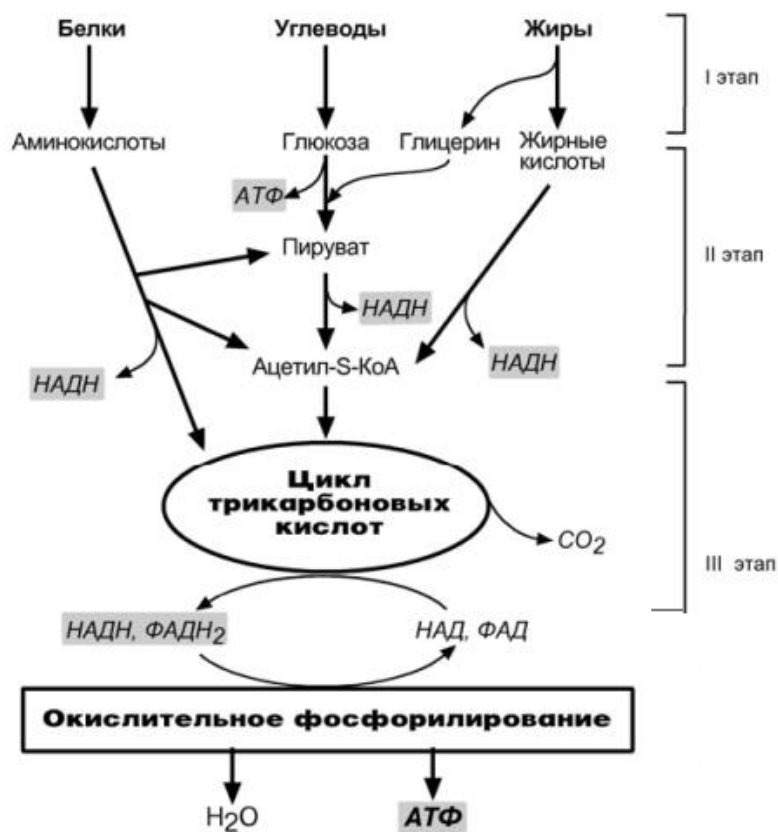 Белки Углеводы Жиры
I этап
Аминокислоты Глюкоза Глицерин Жирные
кислоты
АТФ
Пируват
II этап
НАДН
НАДН Ацетил-S-КоА НАДН
Цикл
трикарбоновых
кислот
CO2
III этап
НАДН, ФАДН2 НАД, ФАД
Окислительное фосфорилирование
H2O АТФ